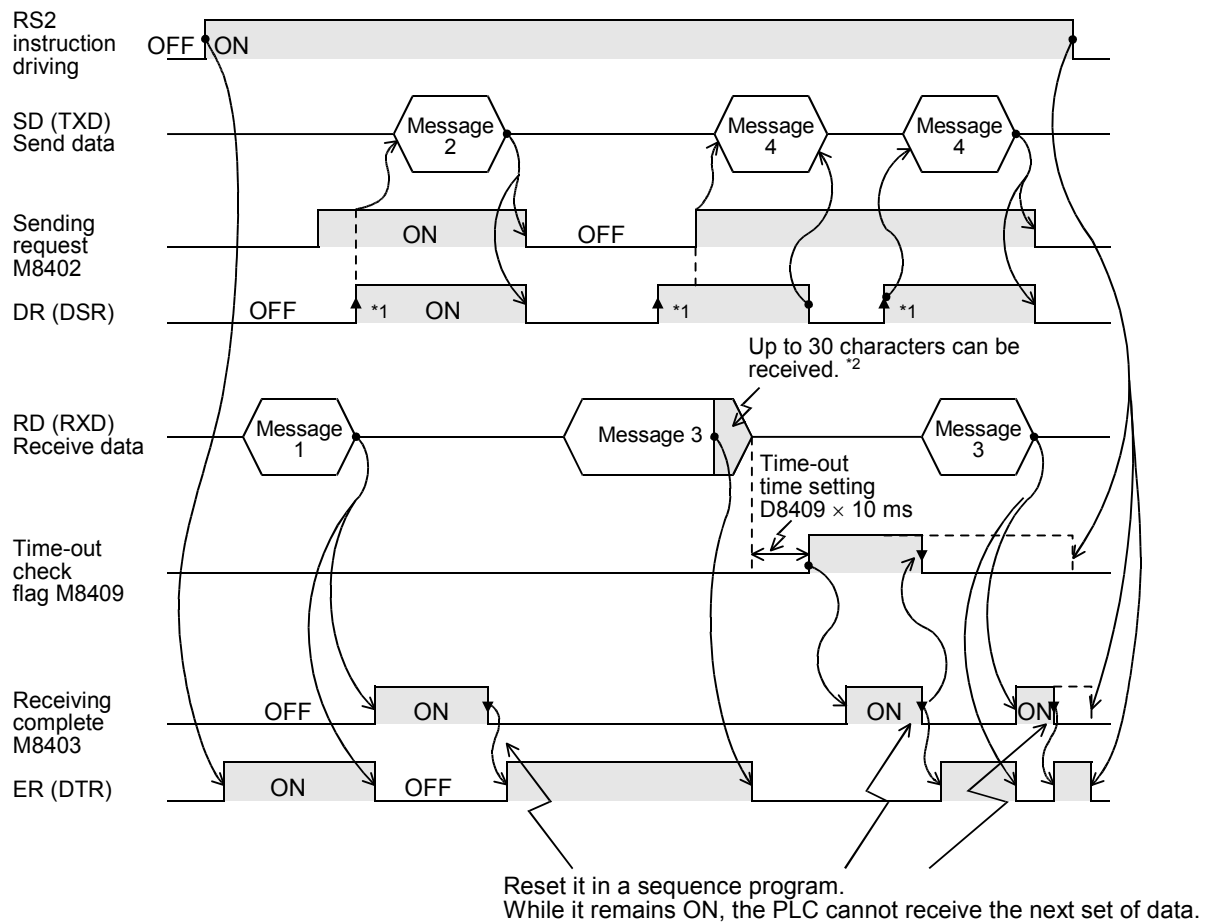 RS2
instruction
driving
OFF
ON
SD (TXD)
Send data
Message
2
Message
4
Message
4
Sending
request
M8402
ON
OFF
DR (DSR)
OFF
*1
ON
*1
*1
Up to 30 characters can be
received. *2
RD (RXD)
Receive data
Message
1
Message 3
Message
3
Time-out
time setting
D8409 × 10 ms
Time-out
check
flag M8409
Receiving
complete
M8403
OFF
ON
ON
ON
ER (DTR)
ON
OFF
Reset it in a sequence program.
While it remains ON, the PLC cannot receive the next set of data.